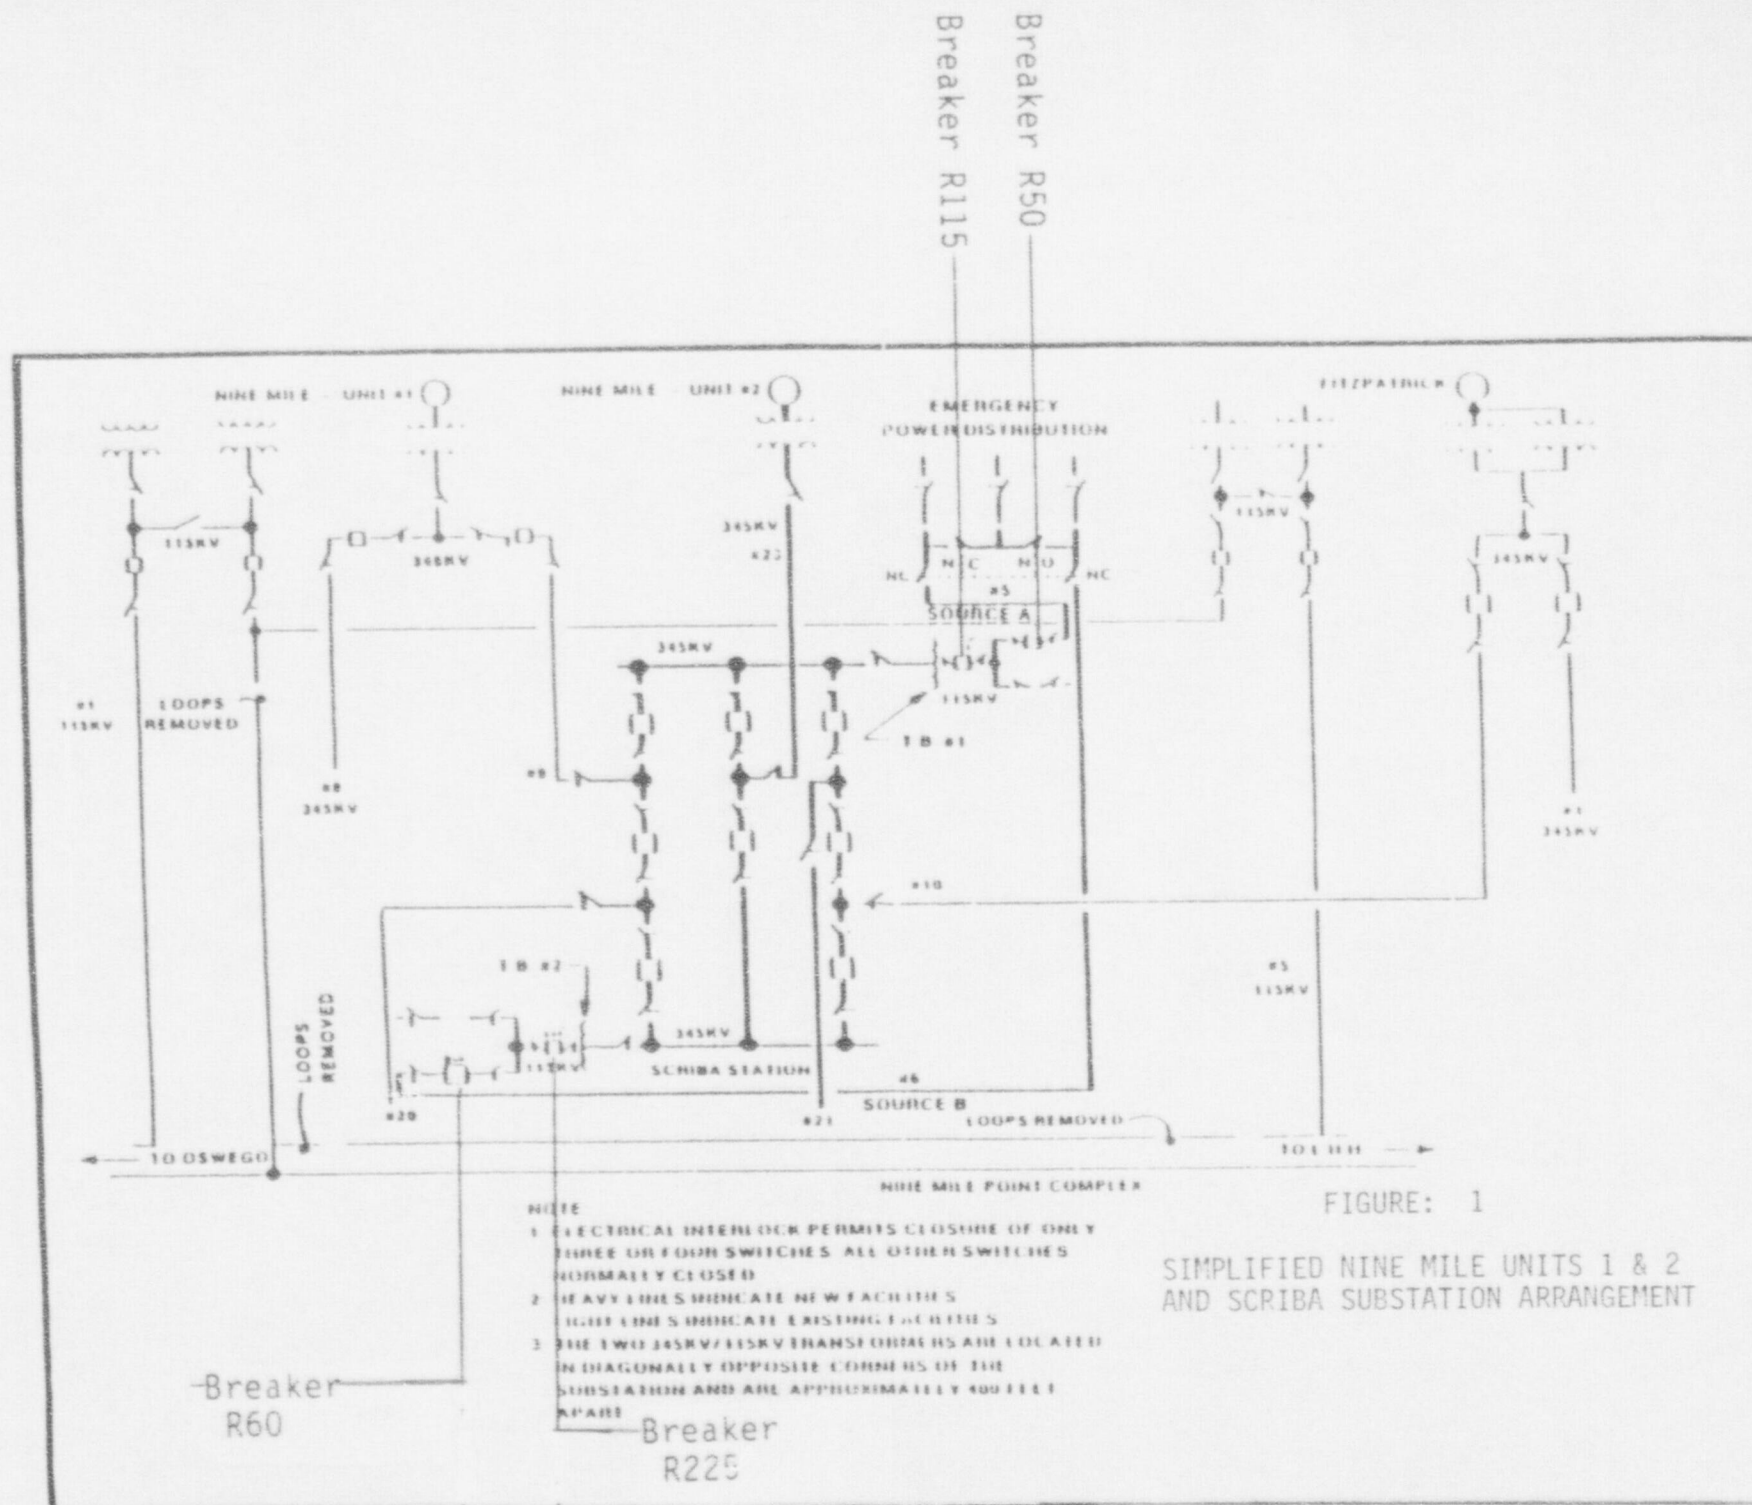 Breaker R115
Breaker R50
NINE MILE - UNIT #1
NINE MILE - UNIT #2
EMERGENCY
POWER DISTRIBUTION
FITZPATRICK
115KV
345KV
345KV
#23
NC
N C
N O
NC
#5
SOURCE A
115KV
345KV
345KV
115KV
T B #1
#1
115KV
LOOPS
REMOVED
#8
345KV
#9
#10
345KV
T B #2
#5
115KV
LOOPS
REMOVED
345KV
115KV
SCRIBA STATION
#20
#6
SOURCE B
#21
LOOPS REMOVED
TO OSWEGO
TO
NINE MILE POINT COMPLEX
FIGURE: 1
SIMPLIFIED NINE MILE UNITS 1 & 2
AND SCRIBA SUBSTATION ARRANGEMENT
NOTE
1 ELECTRICAL INTERLOCK PERMITS CLOSURE OF ONLY
THREE OR FOUR SWITCHES ALL OTHER SWITCHES
NORMALLY CLOSED
2 HEAVY LINES INDICATE NEW FACILITIES
LIGHT LINES INDICATE EXISTING FACILITIES
3 THE TWO 345KV/115KV TRANSFORMERS ARE LOCATED
IN DIAGONALLY OPPOSITE CORNERS OF THE
SUBSTATION AND ARE APPROXIMATELY 400 FEET
APART
Breaker
R60
Breaker
R225